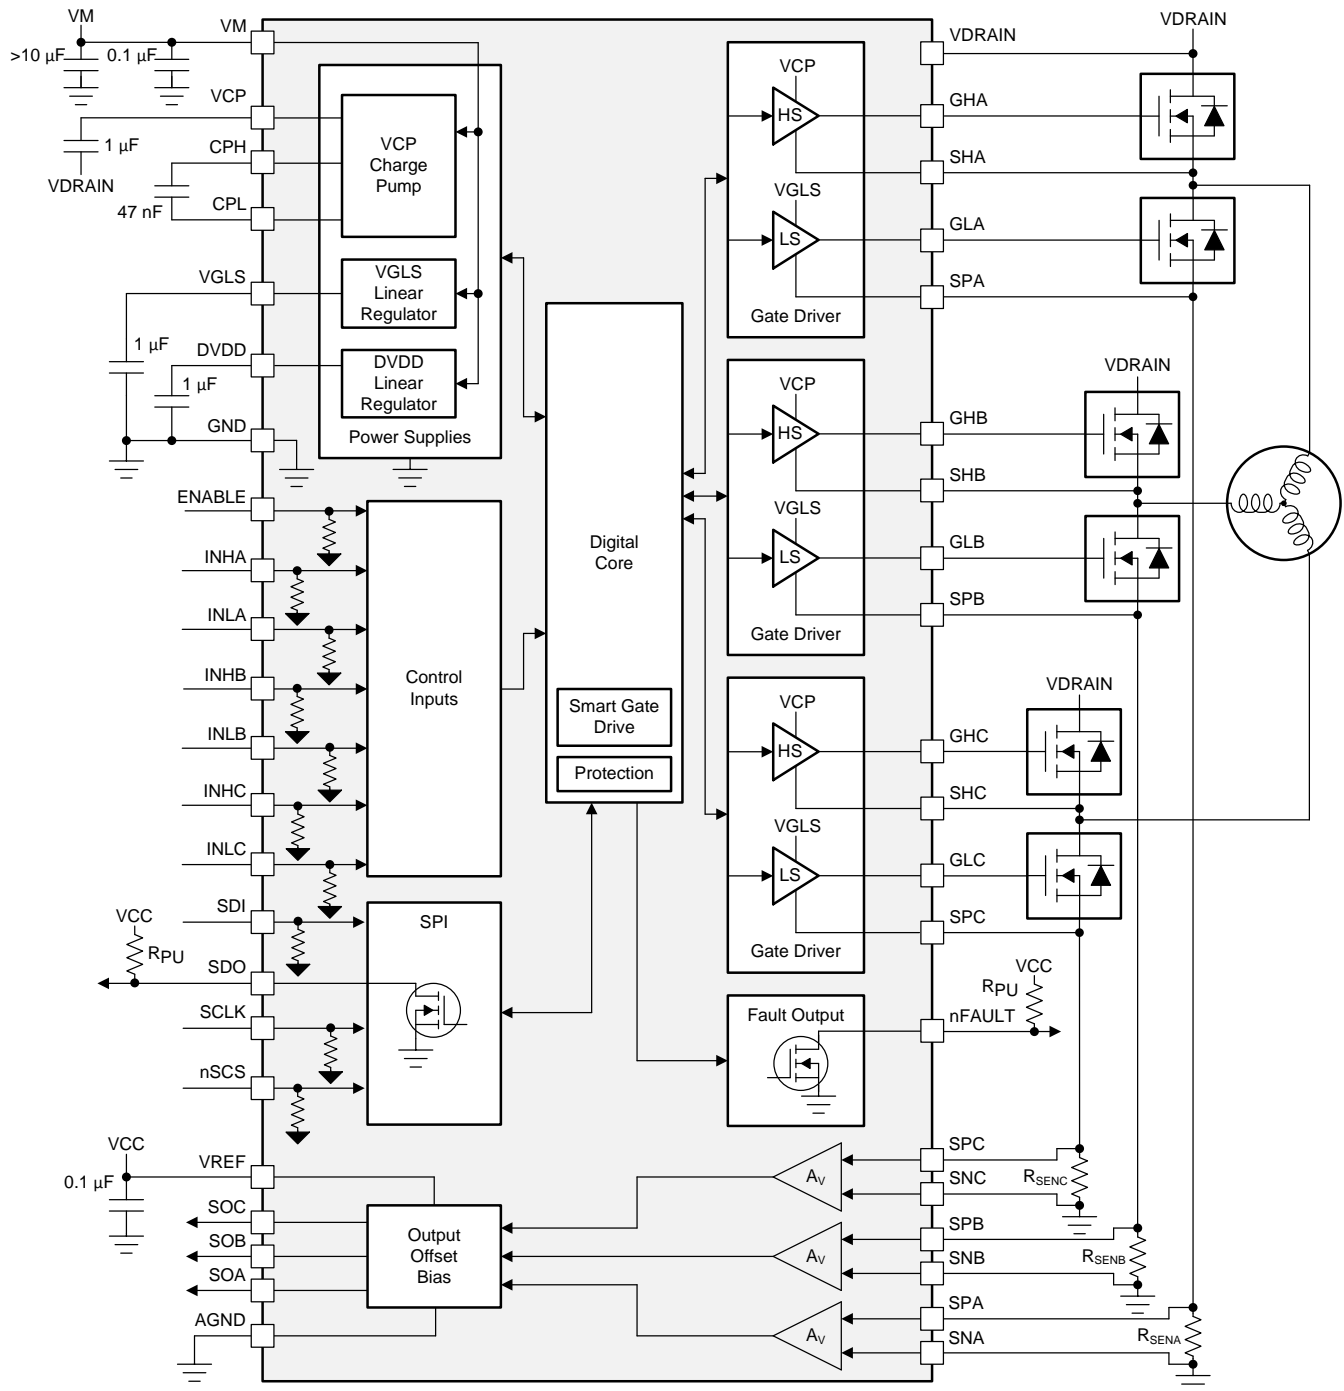 VM
>10 µF
0.1 µF
VM
VCP
1 µF
VDRAIN
CPH
47 nF
CPL
VGLS
1 µF
DVDD
1 µF
GND
VCP
Charge
Pump
VGLS
Linear
Regulator
DVDD
Linear
Regulator
Power Supplies
ENABLE
INHA
INLA
INHB
INLB
INHC
INLC
Control
Inputs
SDI
VCC
RPU
SDO
SCLK
nSCS
SPI
VCC
0.1 µF
VREF
SOC
SOB
SOA
AGND
Output
Offset
Bias
Digital
Core
Smart Gate
Drive
Protection
VCP
HS
VGLS
LS
Gate Driver
VCP
HS
VGLS
LS
Gate Driver
VCP
HS
VGLS
LS
Gate Driver
Fault Output
AV
AV
AV
VDRAIN
VDRAIN
GHA
SHA
GLA
SPA
VDRAIN
GHB
SHB
GLB
SPB
VDRAIN
GHC
SHC
GLC
SPC
VCC
RPU
nFAULT
SPC
SNC
RSENC
SPB
SNB
RSENB
SPA
SNA
RSENA